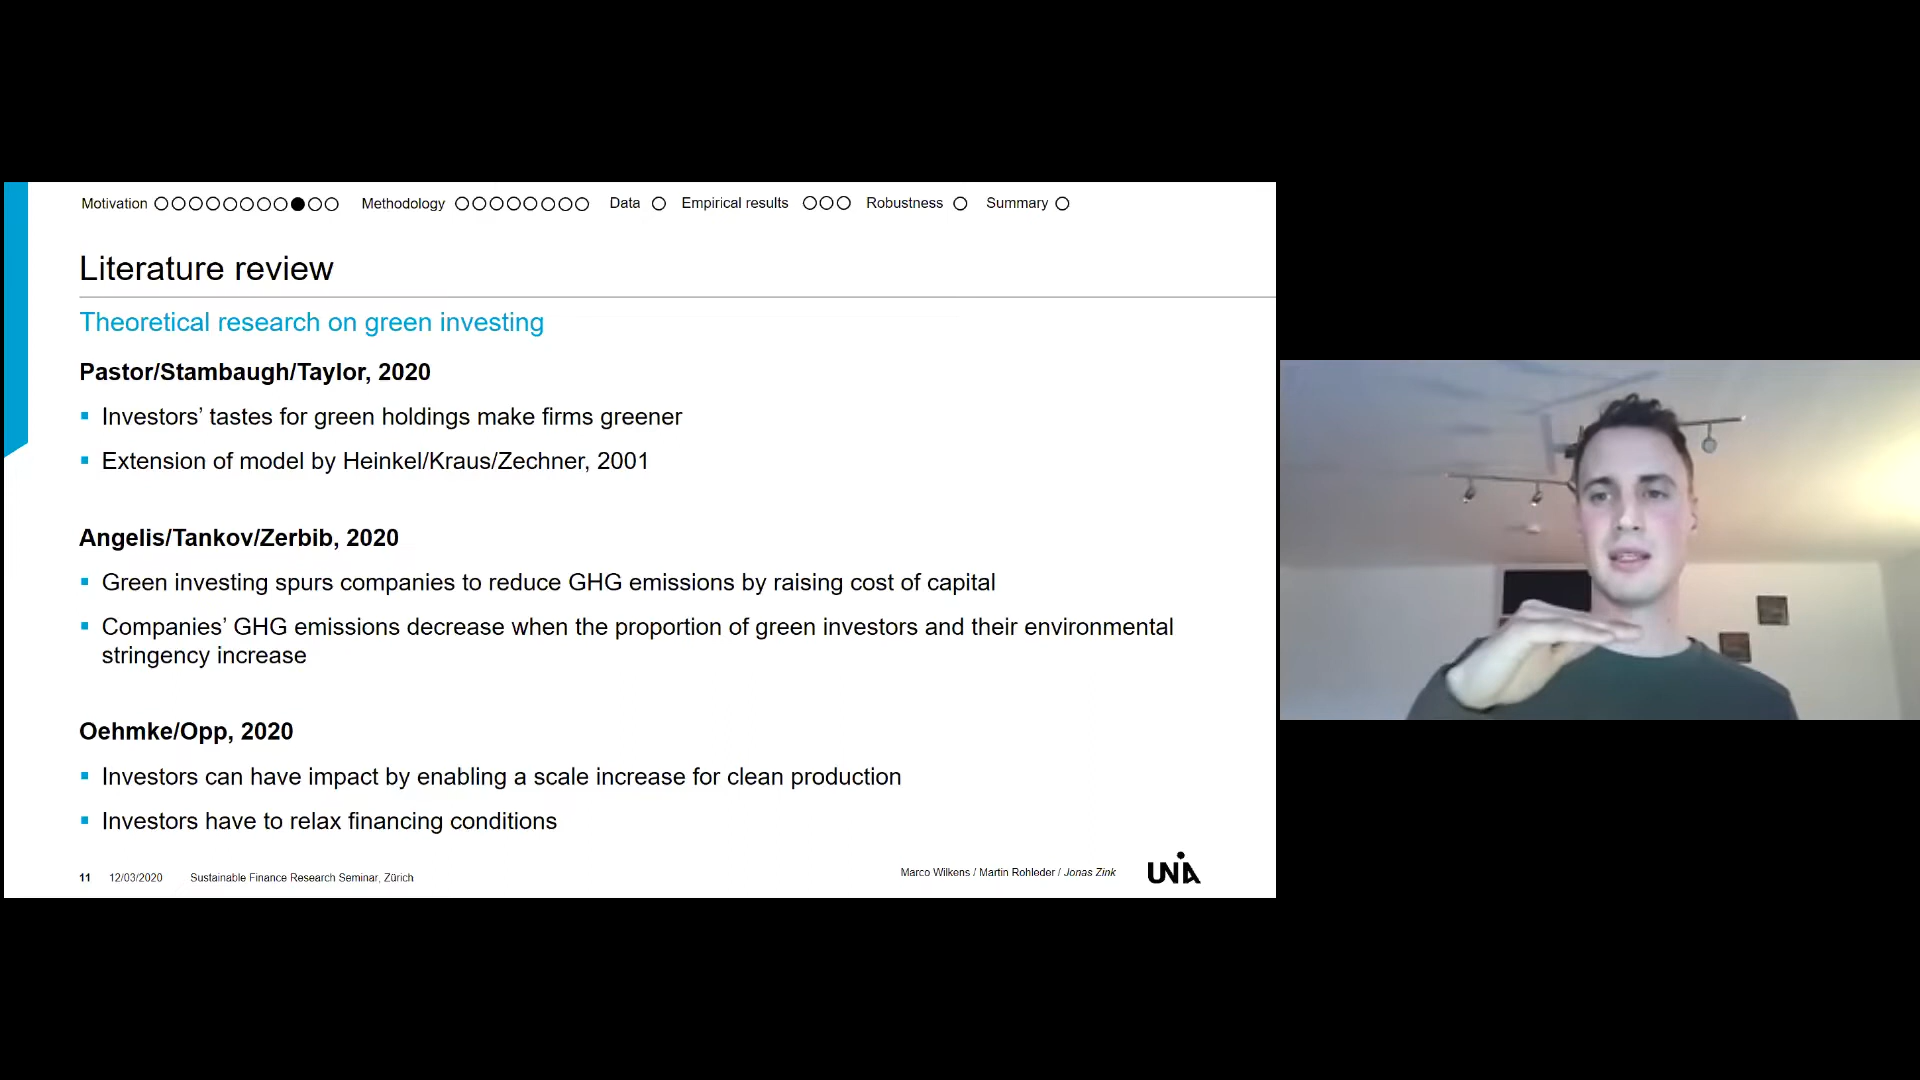 Motivation Methodology Data Empirical results Robustness Summary
Literature review
Theoretical research on green investing
Pastor/Stambaugh/Taylor, 2020
Investors’ tastes for green holdings make firms greener
Extension of model by Heinkel/Kraus/Zechner, 2001
Angelis/Tankov/Zerbib, 2020
Green investing spurs companies to reduce GHG emissions by raising cost of capital
Companies’ GHG emissions decrease when the proportion of green investors and their environmental
stringency increase
Oehmke/Opp, 2020
Investors can have impact by enabling a scale increase for clean production
Investors have to relax financing conditions
11 12/03/2020 Sustainable Finance Research Seminar, Zürich Marco Wilkens / Martin Rohleder / Jonas Zink UNIA